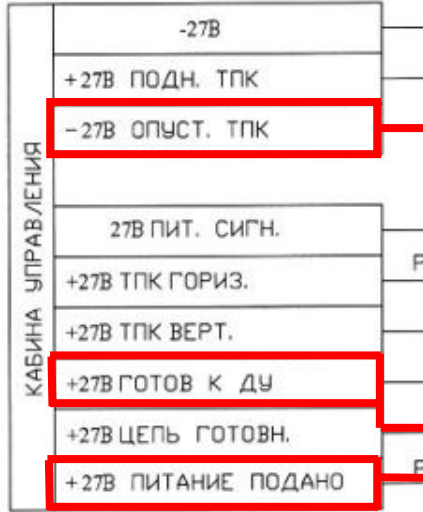 КАБИНА УПРАВЛЕНИЯ
-27В
+27В ПОДН. ТПК
-27В ОПУСТ. ТПК
27В ПИТ. СИГН.
+27В ТПК ГОРИЗ.
+27В ТПК ВЕРТ.
+27В ГОТОВ К ДУ
+27В ЦЕПЬ ГОТОВН.
+27В ПИТАНИЕ ПОДАНО
Р
Р